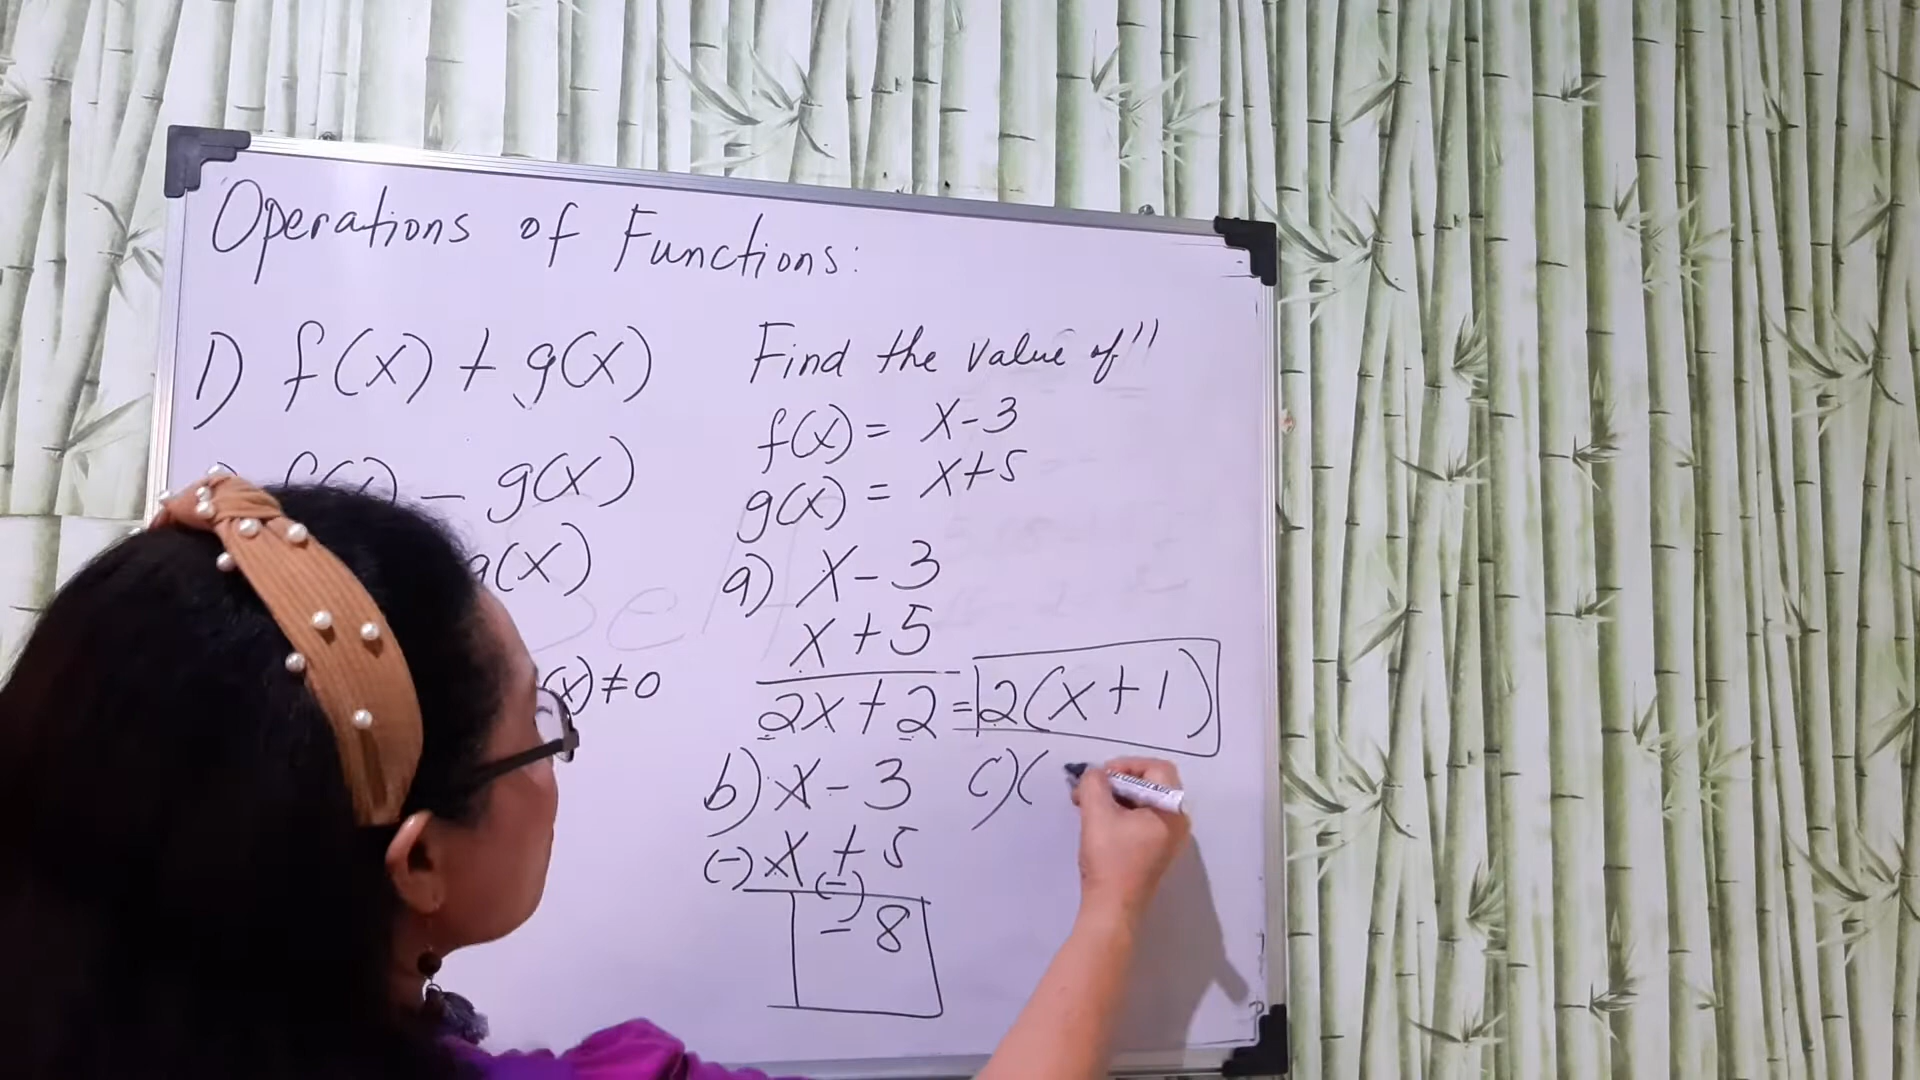 Operations of Functions:
1) f(x) + g(x)
f(x) - g(x)
g(x)
(x) ≠ 0
Find the value of''
f(x) = x-3
g(x) = x+5
a) x - 3
x + 5
2x + 2 = 2(x + 1)
b) x - 3
(-) x + 5
(-)
- 8
c) (